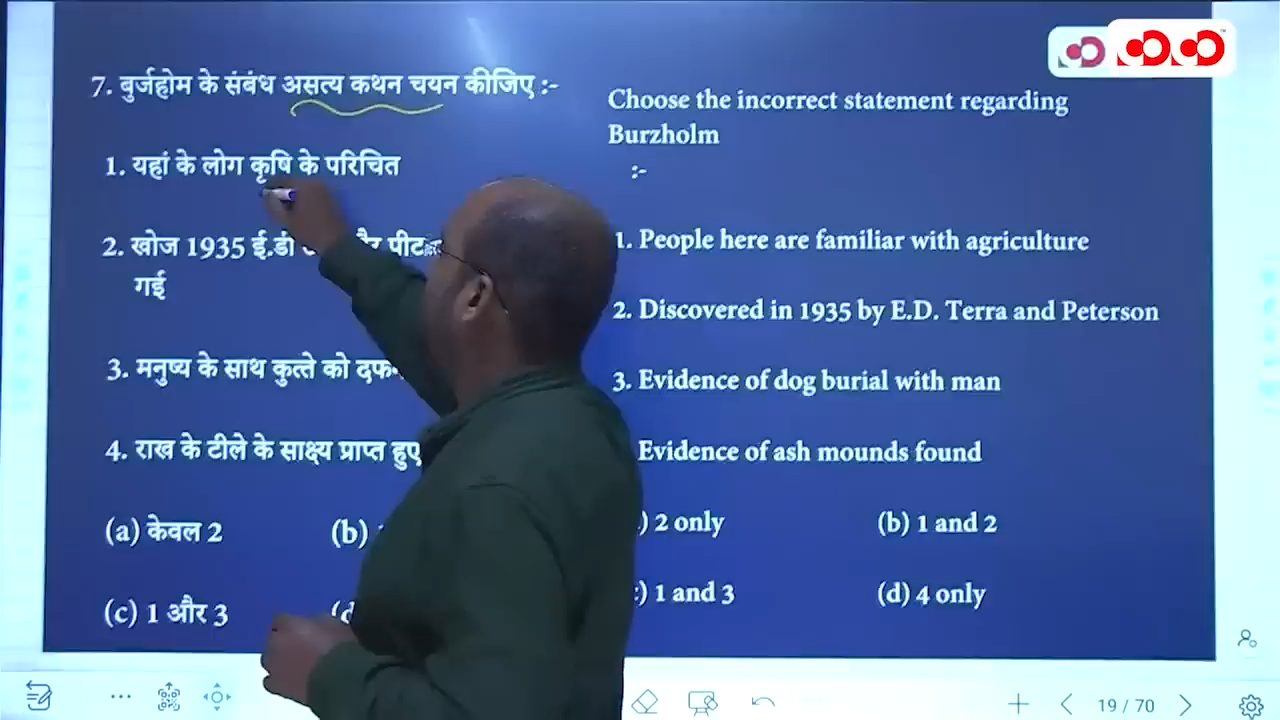 7. बुर्जहोम के संबंध असत्य कथन चयन कीजिए :-
1. यहां के लोग कृषि के परिचित
2. खोज 1935 ई.डी
गई
3. मनुष्य के साथ कुत्ते को
4. राख के टीले के साक्ष्य प्राप्त हुए
(a) केवल 2
(b)
(c) 1 और 3
Choose the incorrect statement regarding
Burzholm
:-
1. People here are familiar with agriculture
2. Discovered in 1935 by E.D. Terra and Peterson
3. Evidence of dog burial with man
Evidence of ash mounds found
) 2 only
(b) 1 and 2
) 1 and 3
(d) 4 only
19 / 70